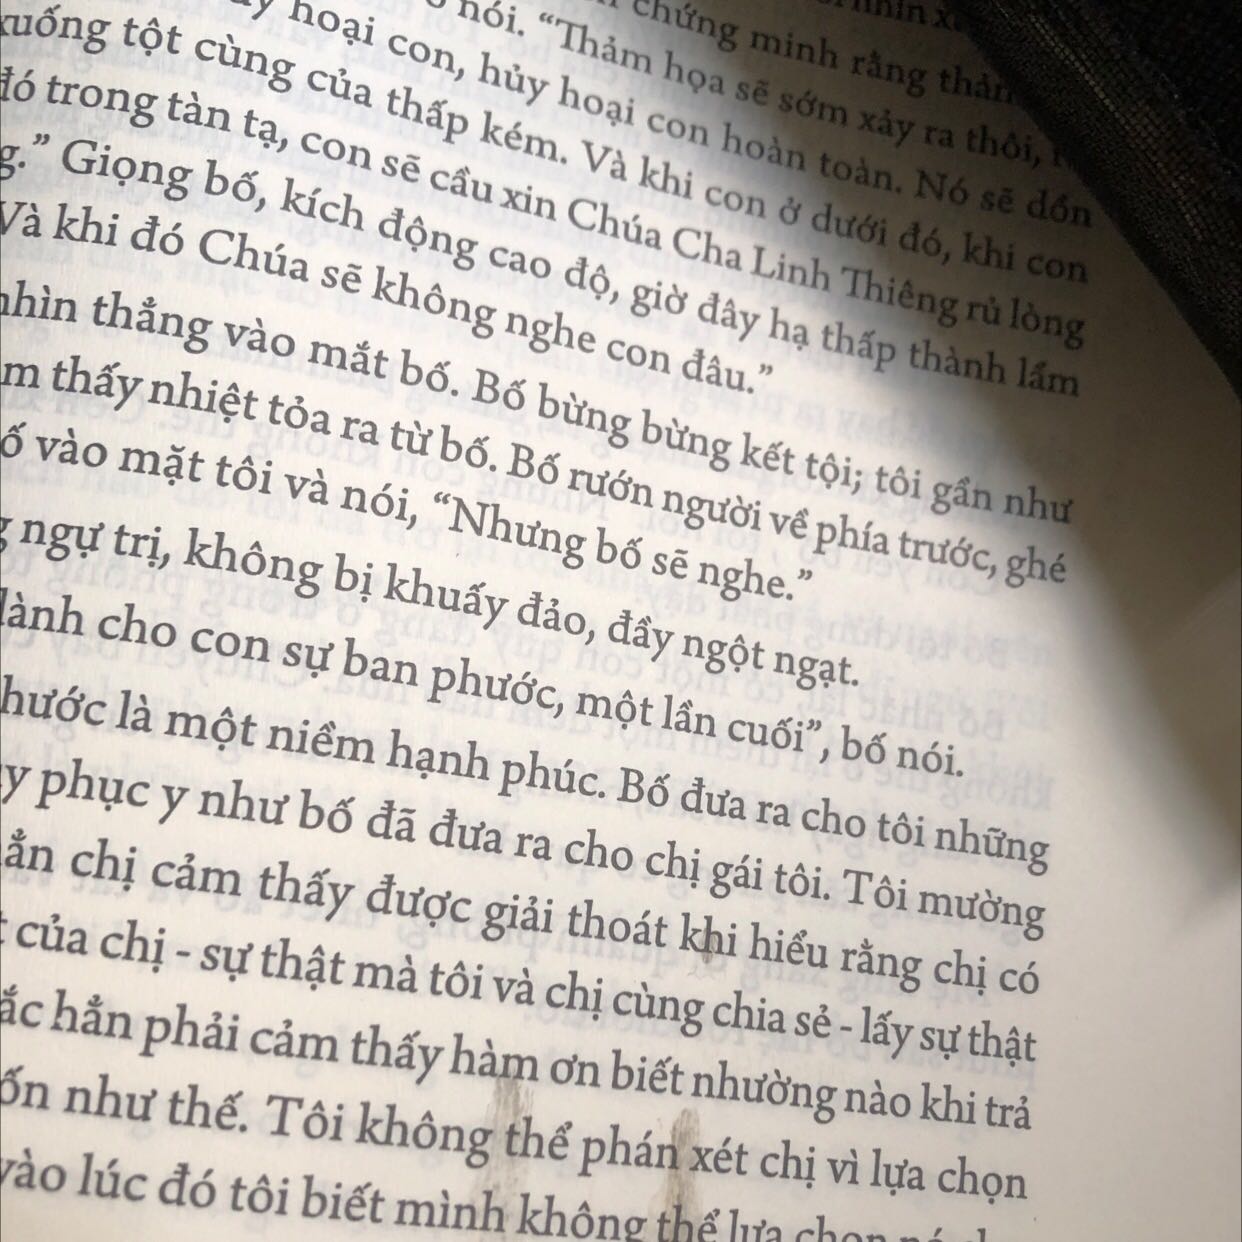 nhìn
chứng minh rằng
nói. “Thảm họa sẽ sớm xảy ra thôi,
hoại con, hủy hoại con hoàn toàn. Nó sẽ dồn
xuống tột cùng của thấp kém. Và khi con ở dưới đó, khi con
đó trong tàn tạ, con sẽ cầu xin Chúa Cha Linh Thiêng rủ lòng
Giọng bố, kích động cao độ, giờ đây hạ thấp thành lầm
Và khi đó Chúa sẽ không nghe con đâu.”
nhìn thẳng vào mắt bố. Bố bừng bừng kết tội; tôi gần như
thấy nhiệt tỏa ra từ bố. Bố rướn người về phía trước, ghé
vào mặt tôi và nói, “Nhưng bố sẽ nghe.”
ngự trị, không bị khuấy đảo, đầy ngột ngạt.
cho con sự ban phước, một lần cuối”, bố nói.
là một niềm hạnh phúc. Bố đưa ra cho tôi những
phục y như bố đã đưa ra cho chị gái tôi. Tôi mường
chị cảm thấy được giải thoát khi hiểu rằng chị có
của chị - sự thật mà tôi và chị cùng chia sẻ - lấy sự thật
hẳn phải cảm thấy hàm ơn biết nhường nào khi trả
như thế. Tôi không thể phán xét chị vì lựa chọn
vào lúc đó tôi biết mình không thể lựa chọn